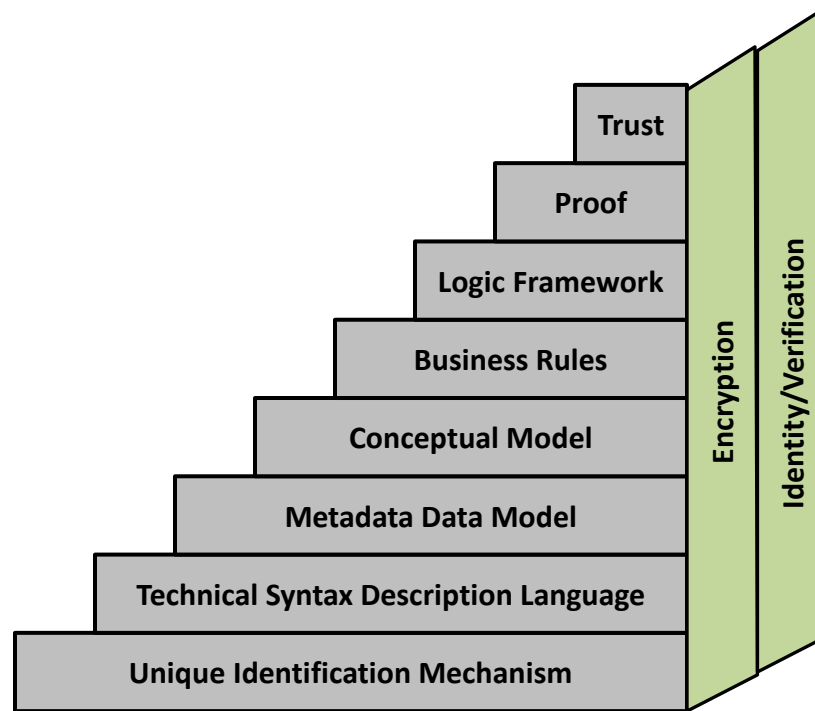 Trust
Proof
Logic Framework
Business Rules
Conceptual Model
Metadata Data Model
Technical Syntax Description Language
Unique Identification Mechanism
Encryption
Identity/Verification